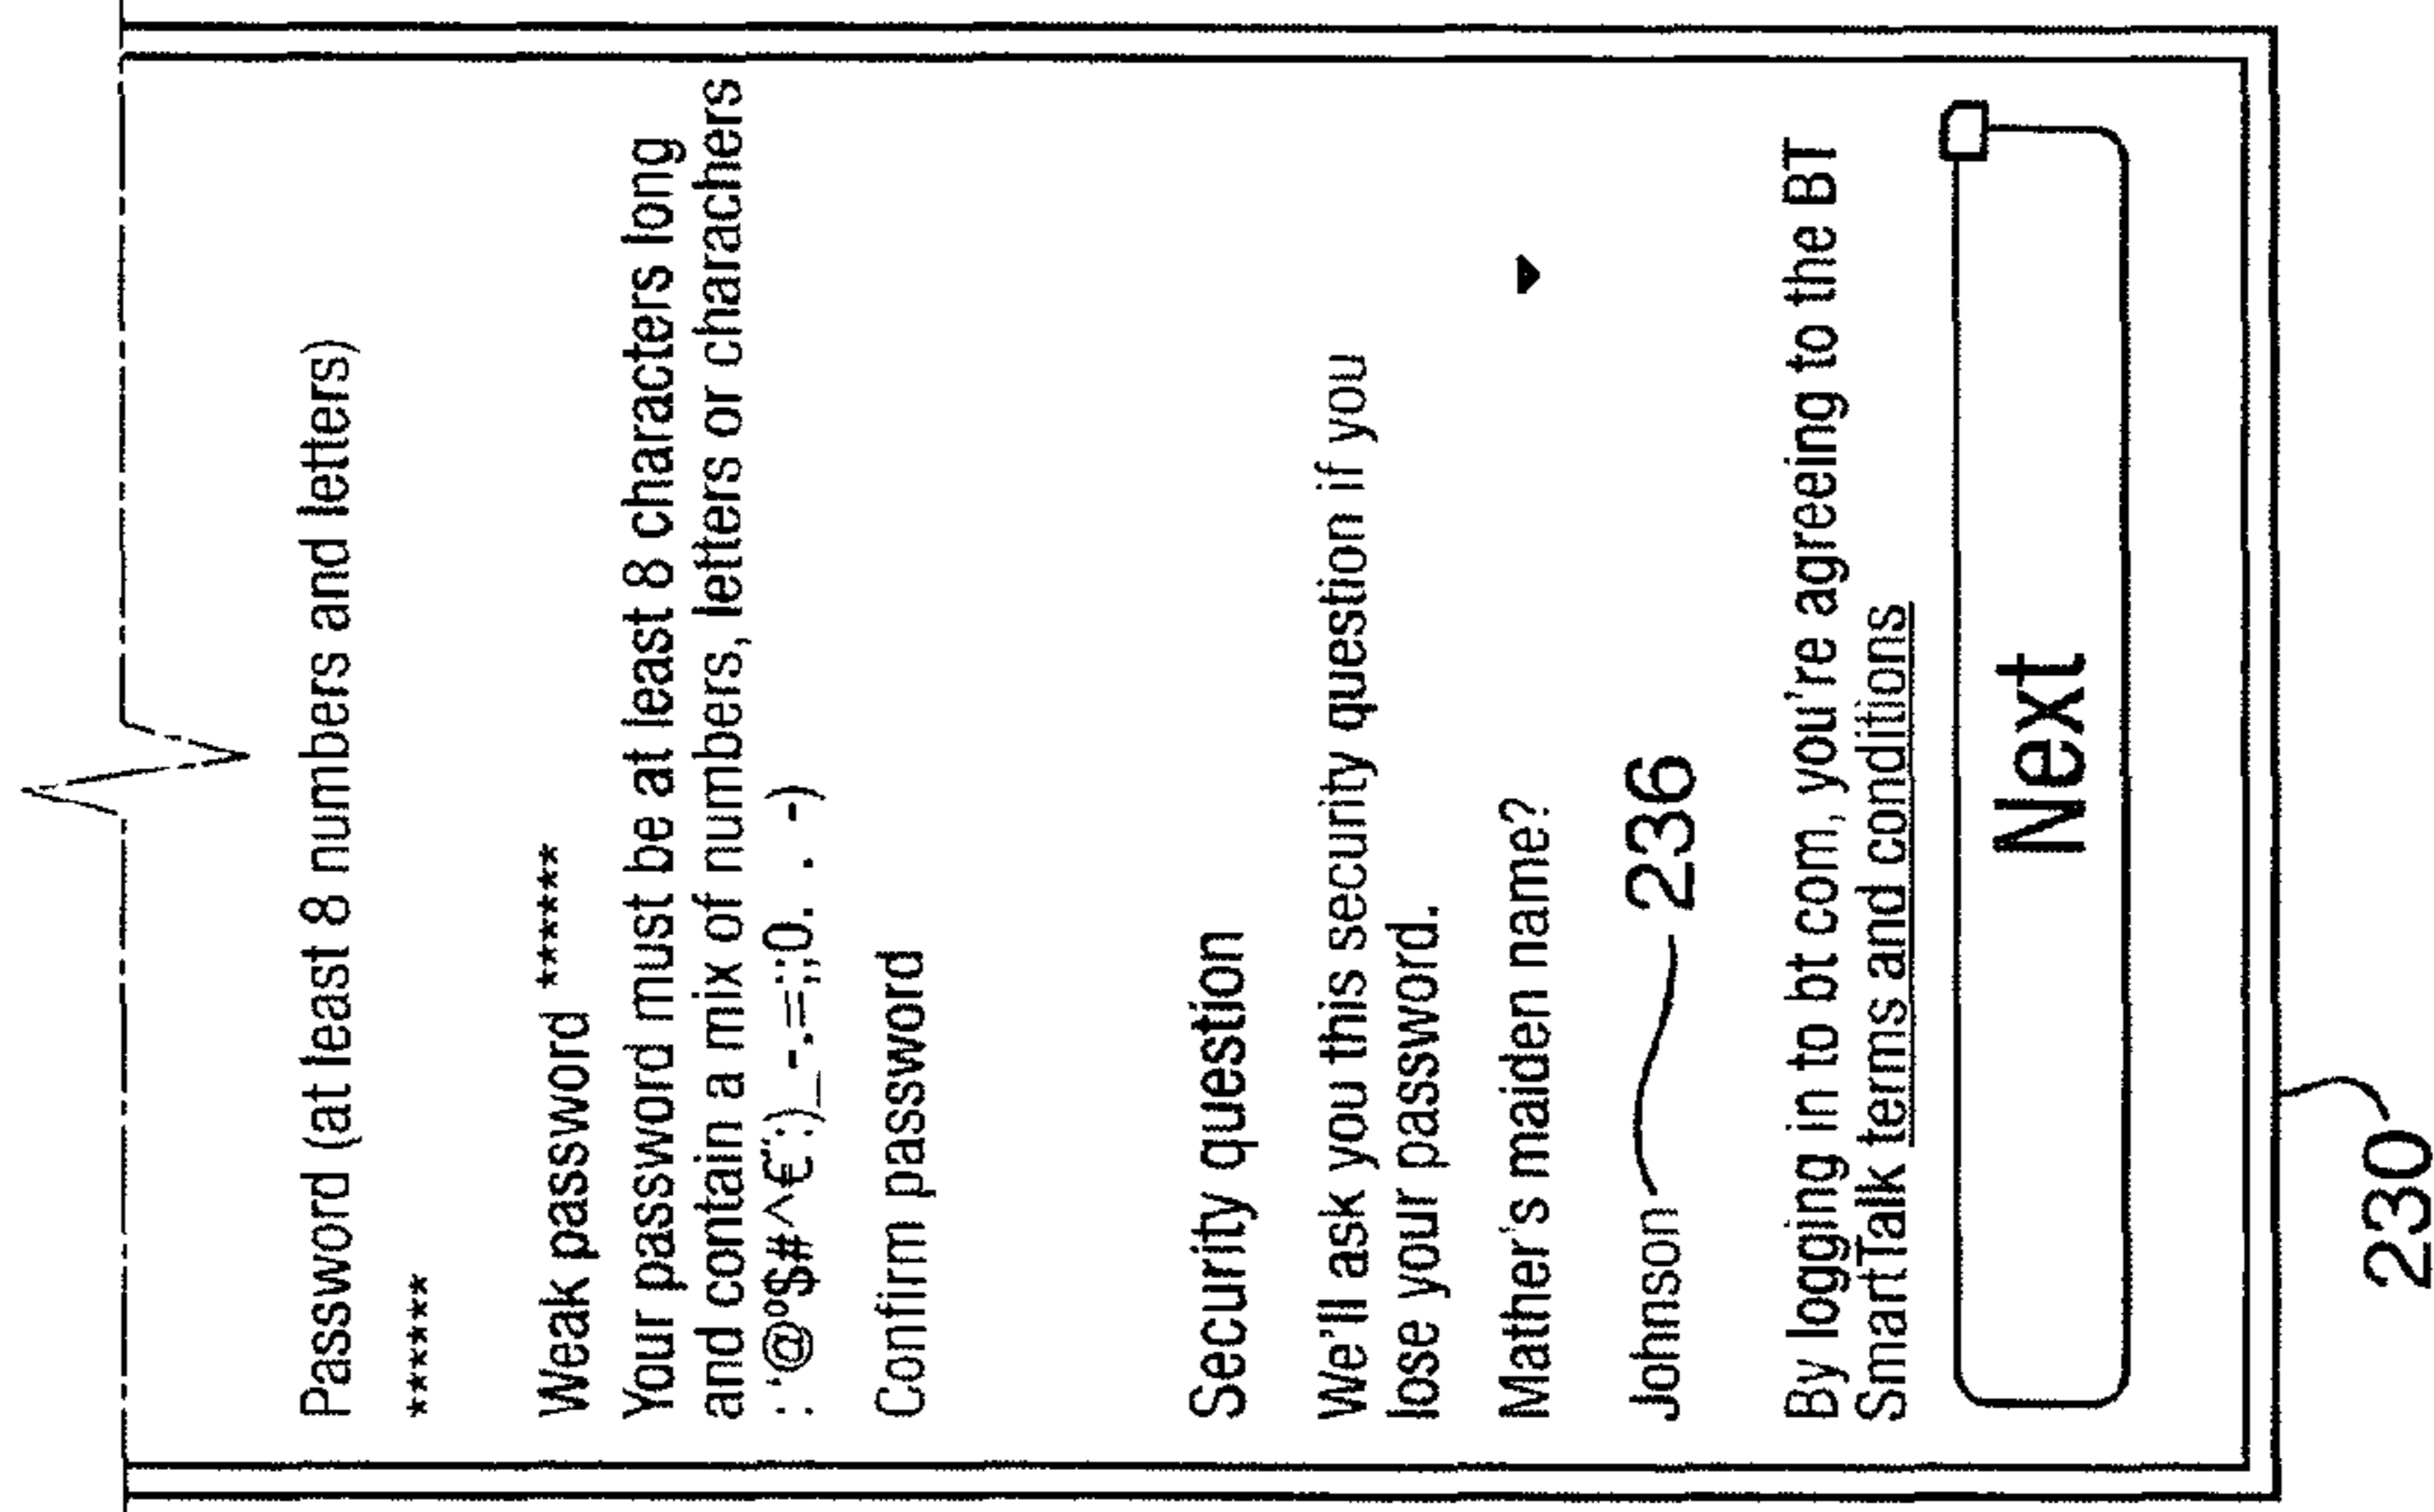 Password (at least 8 numbers and letters)
******
Weak password ******
Your password must be at least 8 characters long
and contain a mix of numbers, letters or charachers
Confirm password
Security question
We'll ask you this security question if you
lose your password.
Mather's maiden name?
Johnson 236
By logging in to bt com, you're agreeing to the BT
SmartTalk terms and conditions
Next
230